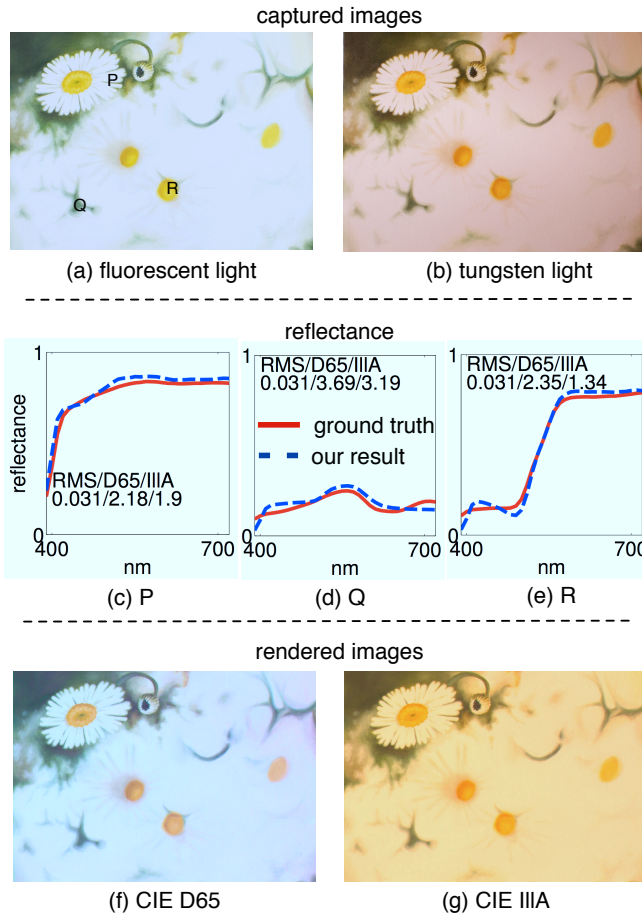 captured images
P
Q
R
(a) fluorescent light
(b) tungsten light
reflectance
1
reflectance
RMS/D65/IIIA
0.031/2.18/1.9
0
400
700
nm
(c) P
1
RMS/D65/IIIA
0.031/3.69/3.19
ground truth
our result
0
400
700
nm
(d) Q
1
RMS/D65/IIIA
0.031/2.35/1.34
0
400
700
nm
(e) R
rendered images
(f) CIE D65
(g) CIE IIIA